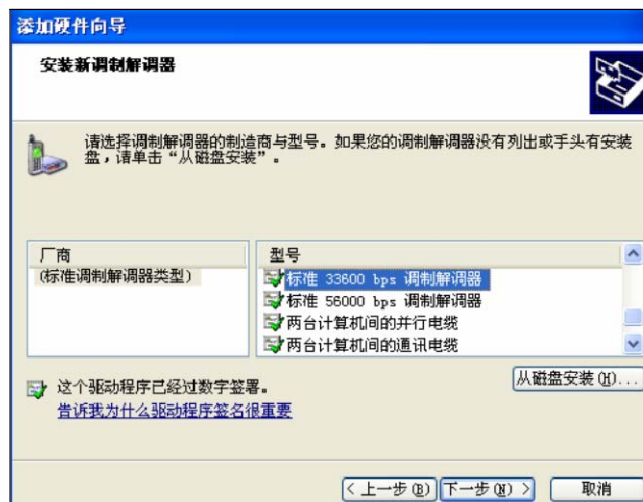 添加硬件向导
安装新调制解调器
请选择调制解调器的制造商与型号。如果您的调制解调器没有列出或手头有安装
盘，请单击“从磁盘安装”。
厂商
(标准调制解调器类型)
型号
标准 33600 bps 调制解调器
标准 56000 bps 调制解调器
两台计算机间的并行电缆
两台计算机间的通讯电缆
从磁盘安装(H)...
这个驱动程序已经过数字签署。
告诉我为什么驱动程序签名很重要
< 上一步(B)
下一步(N) >
取消